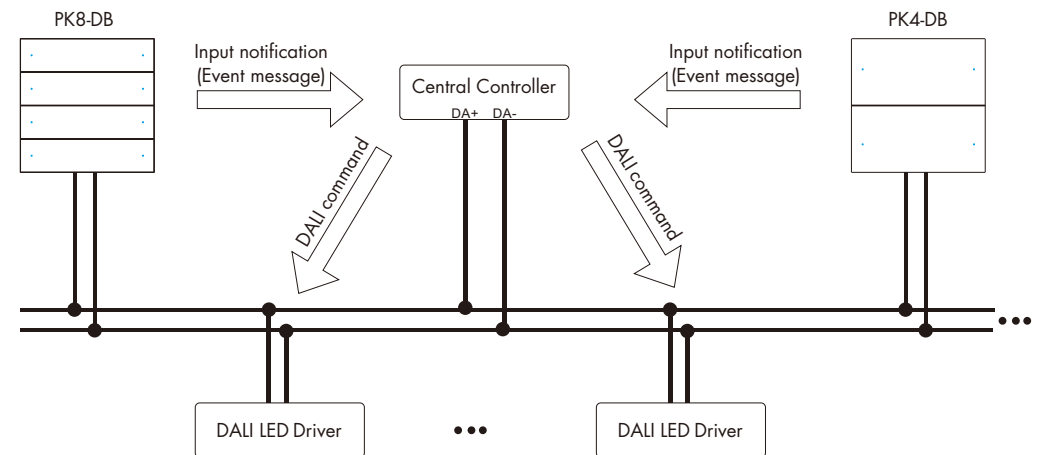 PK8-DB
PK4-DB
Input notification
(Event message)
Central Controller
DA+ DA-
Input notification
(Event message)
DALI command
DALI command
DALI LED Driver
DALI LED Driver